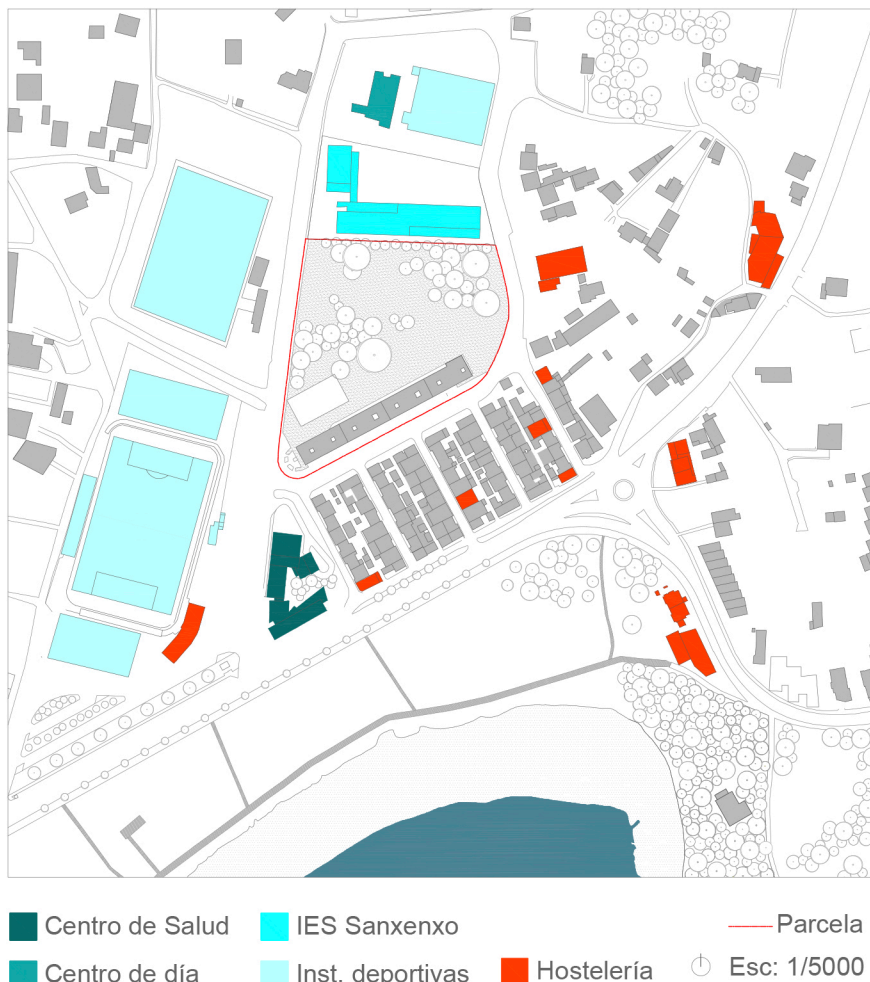 Centro de Salud
IES Sanxenxo
Parcela
Centro de día
Inst. deportivas
Hostelería
Esc: 1/5000